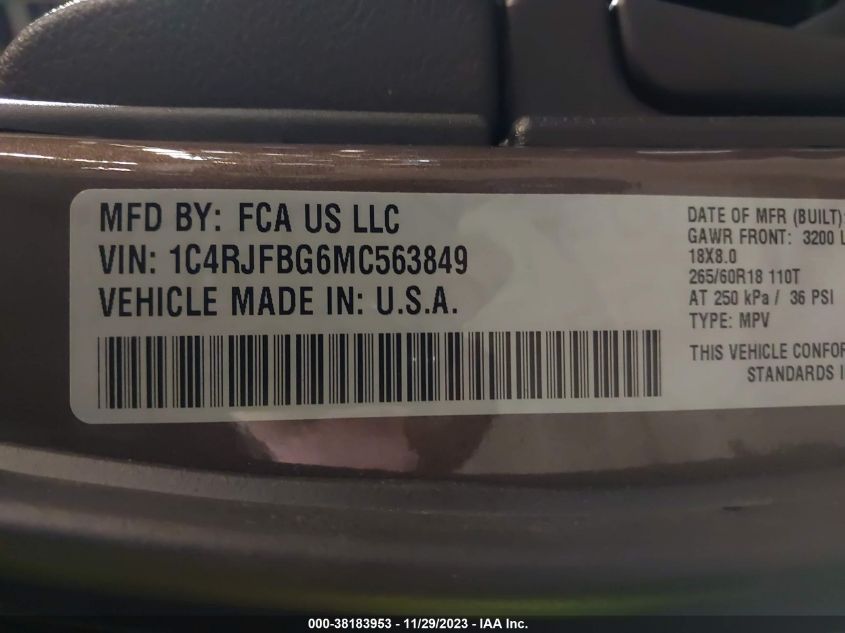 MFD BY: FCA US LLC
VIN: 1C4RJFBG6MC563849
VEHICLE MADE IN: U.S.A.
DATE OF MFR (BUILT)
GAWR FRONT: 3200 L
18X8.0
265/60R18 110T
AT 250 kPa / 36 PSI
TYPE: MPV
THIS VEHICLE CONFOR
STANDARDS I
000-38183953 - 11/29/2023 - IAA Inc.